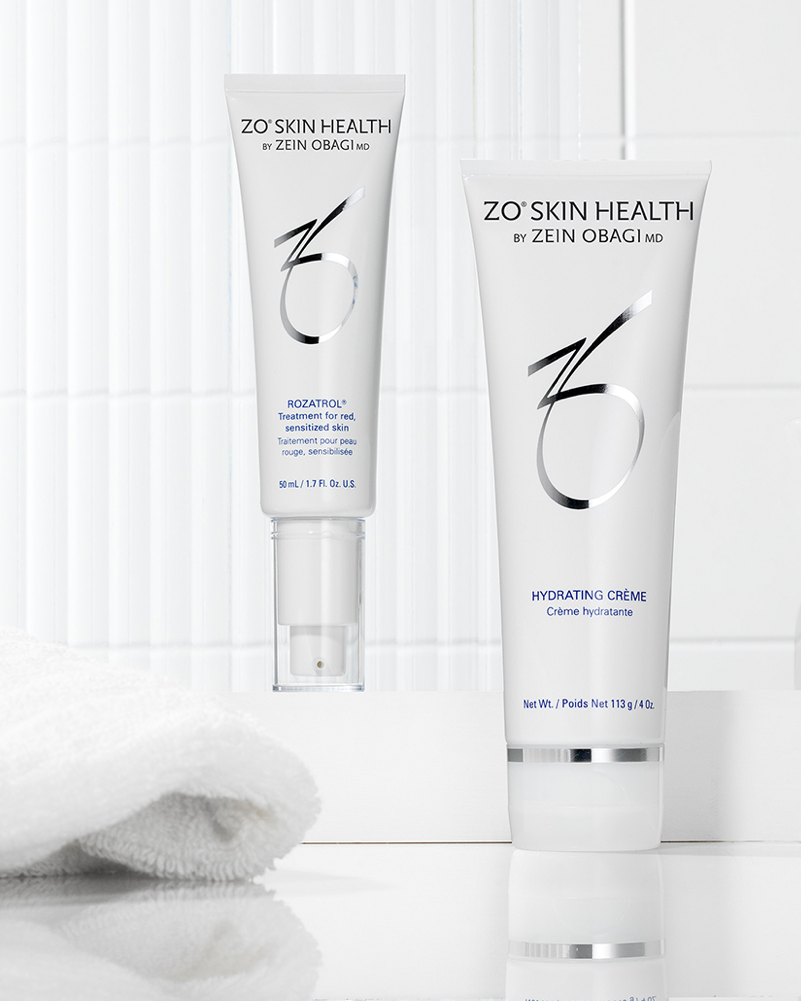 ZO® SKIN HEALTH
BY ZEIN OBAGI MD
ROZATROL®
Treatment for red,
sensitized skin
Traitement pour peau
rouge, sensibilisée
50 mL / 1.7 Fl. Oz. U.S.
ZO® SKIN HEALTH
BY ZEIN OBAGI MD
HYDRATING CRÈME
Crème hydratante
Net Wt. / Poids Net 113 g / 4 Oz.